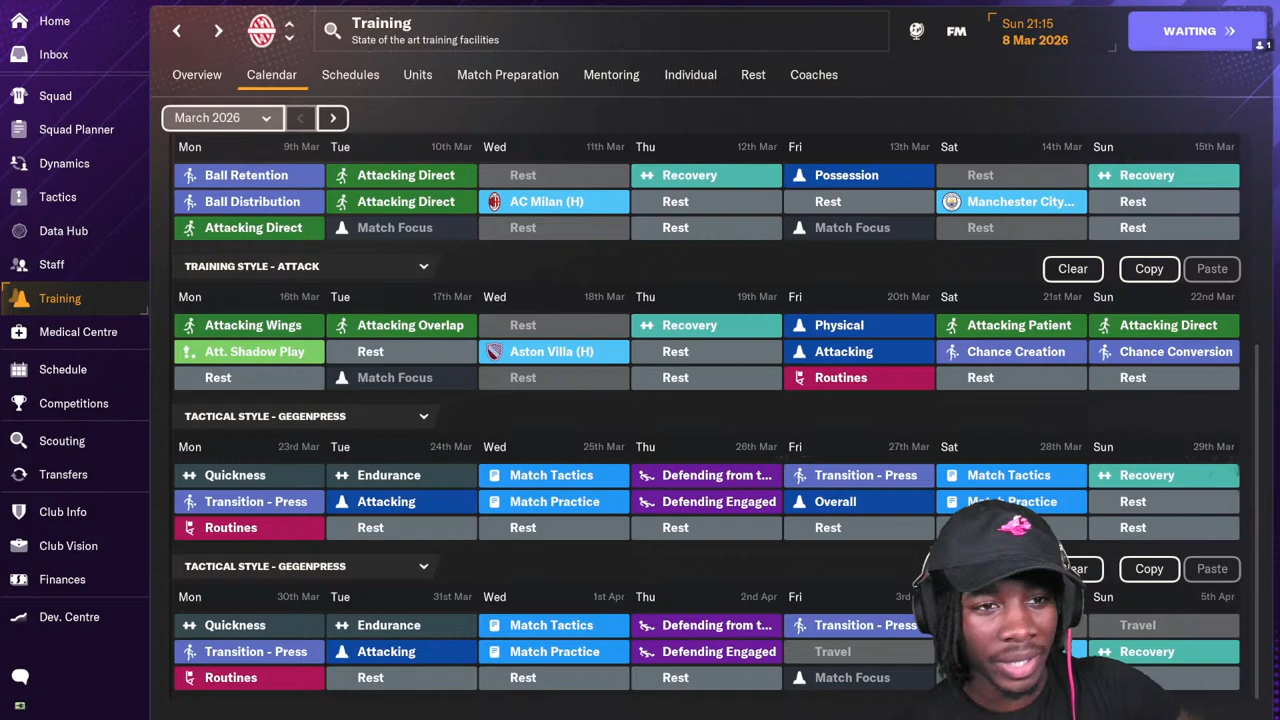 Home
Inbox
Squad
Squad Planner
Dynamics
Tactics
Data Hub
Staff
Training
Medical Centre
Schedule
Competitions
Scouting
Transfers
Club Info
Club Vision
Finances
Dev. Centre
Training
State of the art training facilities
FM
Sun 21:15
8 Mar 2026
WAITING
1
Overview Calendar Schedules Units Match Preparation Mentoring Individual Rest Coaches
March 2026
Mon 9th Mar Tue 10th Mar Wed 11th Mar Thu 12th Mar Fri 13th Mar Sat 14th Mar Sun 15th Mar
Ball Retention Attacking Direct Rest Recovery Possession Rest Recovery
Ball Distribution Attacking Direct AC Milan (H) Rest Rest Manchester City... Rest
Attacking Direct Match Focus Rest Rest Match Focus Rest Rest
TRAINING STYLE - ATTACK Clear Copy Paste
Mon 16th Mar Tue 17th Mar Wed 18th Mar Thu 19th Mar Fri 20th Mar Sat 21st Mar Sun 22nd Mar
Attacking Wings Attacking Overlap Rest Recovery Physical Attacking Patient Attacking Direct
Att. Shadow Play Rest Aston Villa (H) Rest Attacking Chance Creation Chance Conversion
Rest Match Focus Rest Rest Routines Rest Rest
TACTICAL STYLE - GEGENPRESS
Mon 23rd Mar Tue 24th Mar Wed 25th Mar Thu 26th Mar Fri 27th Mar Sat 28th Mar Sun 29th Mar
Quickness Endurance Match Tactics Defending from t... Transition - Press Match Tactics Recovery
Transition - Press Attacking Match Practice Defending Engaged Overall Match Practice Rest
Routines Rest Rest Rest Rest Rest
TACTICAL STYLE - GEGENPRESS Copy Paste
Mon 30th Mar Tue 31st Mar Wed 1st Apr Thu 2nd Apr Fri Sun 5th Apr
Quickness Endurance Match Tactics Defending from t... Transition - Press Travel
Transition - Press Attacking Match Practice Defending Engaged Travel Recovery
Routines Rest Rest Rest Match Focus Rest